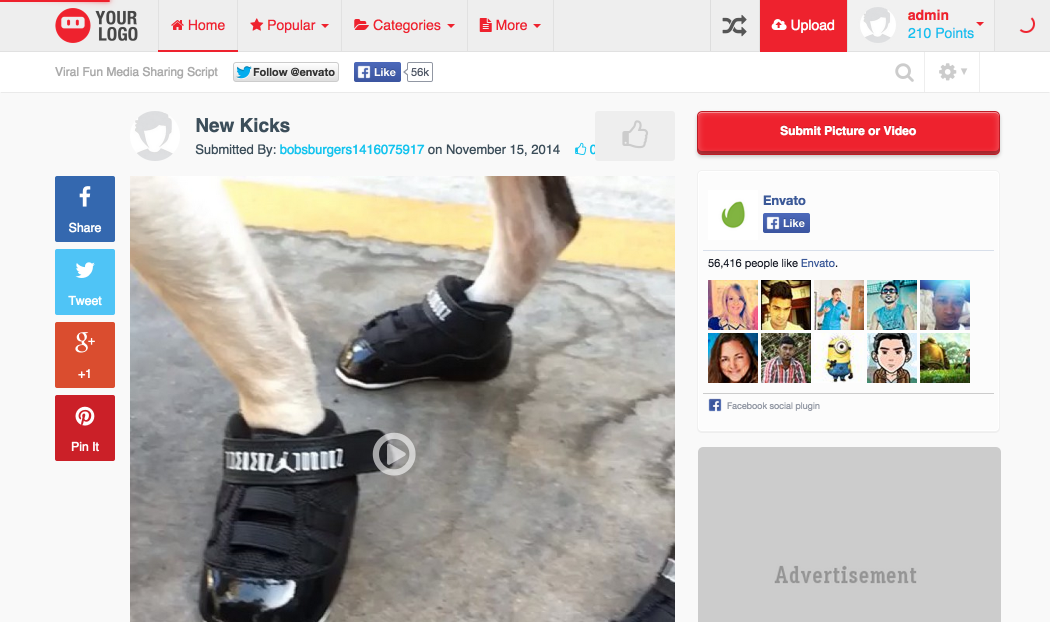 YOUR
LOGO
Home
Popular
Categories
More
Upload
admin
210 Points
Viral Fun Media Sharing Script
Follow @envato
Like
56k
New Kicks
Submitted By: bobsburgers1416075917 on November 15, 2014
Submit Picture or Video
Share
Tweet
g+
+1
Pin It
Envato
Like
56,416 people like Envato.
Facebook social plugin
Advertisement